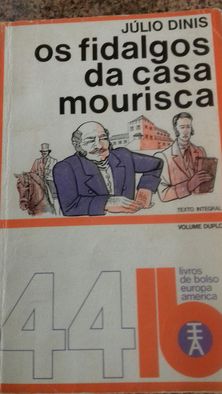 JÚLIO DINIS
os fidalgos
da casa
mourisca
TEXTO INTEGRAL
VOLUME DUPLO
44
lb
livros
de bolso
europa
america